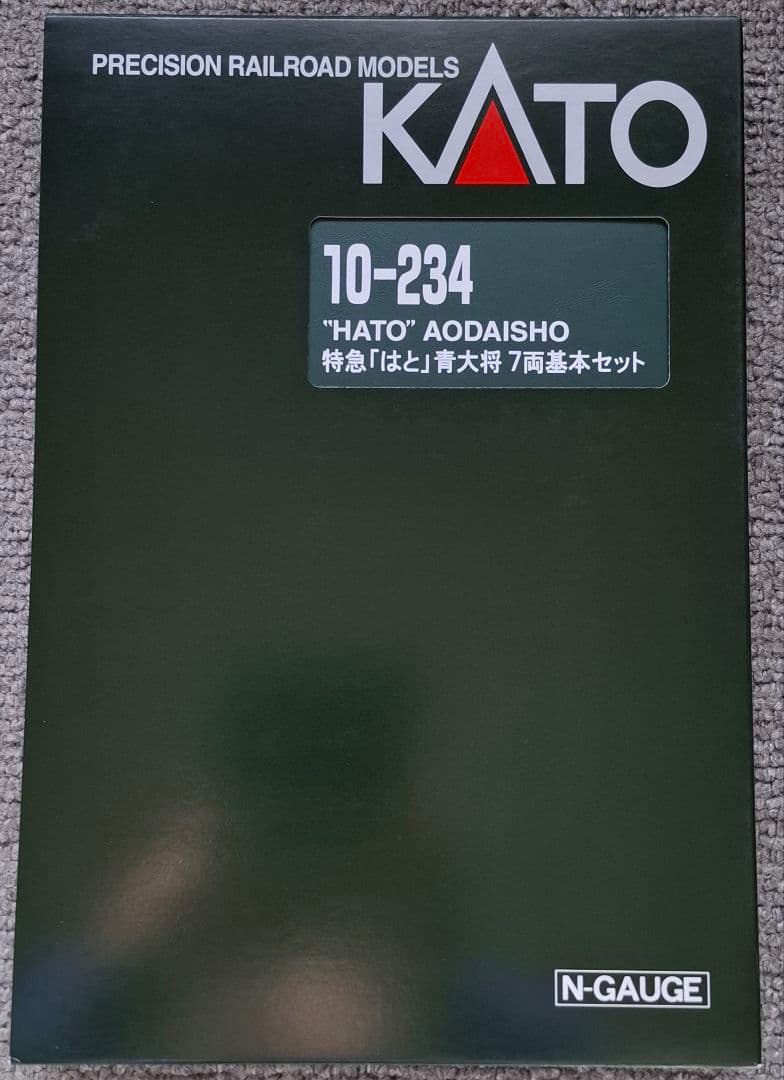 PRECISION RAILROAD MODELS
KATO
10-234
"HATO" AODAISHO
特急「はと」青大将 7両基本セット
N-GAUGE